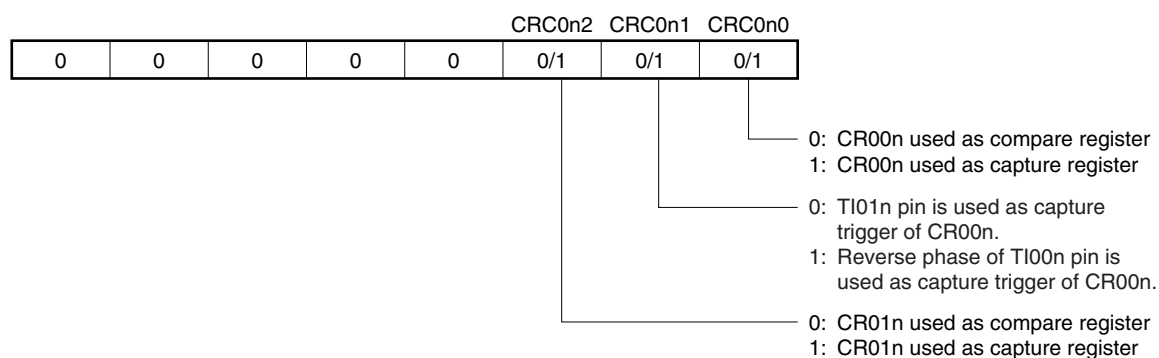 CRC0n2 CRC0n1 CRC0n0
0 0 0 0 0 0/1 0/1 0/1
0: CR00n used as compare register
1: CR00n used as capture register
0: TI01n pin is used as capture
trigger of CR00n.
1: Reverse phase of TI00n pin is
used as capture trigger of CR00n.
0: CR01n used as compare register
1: CR01n used as capture register